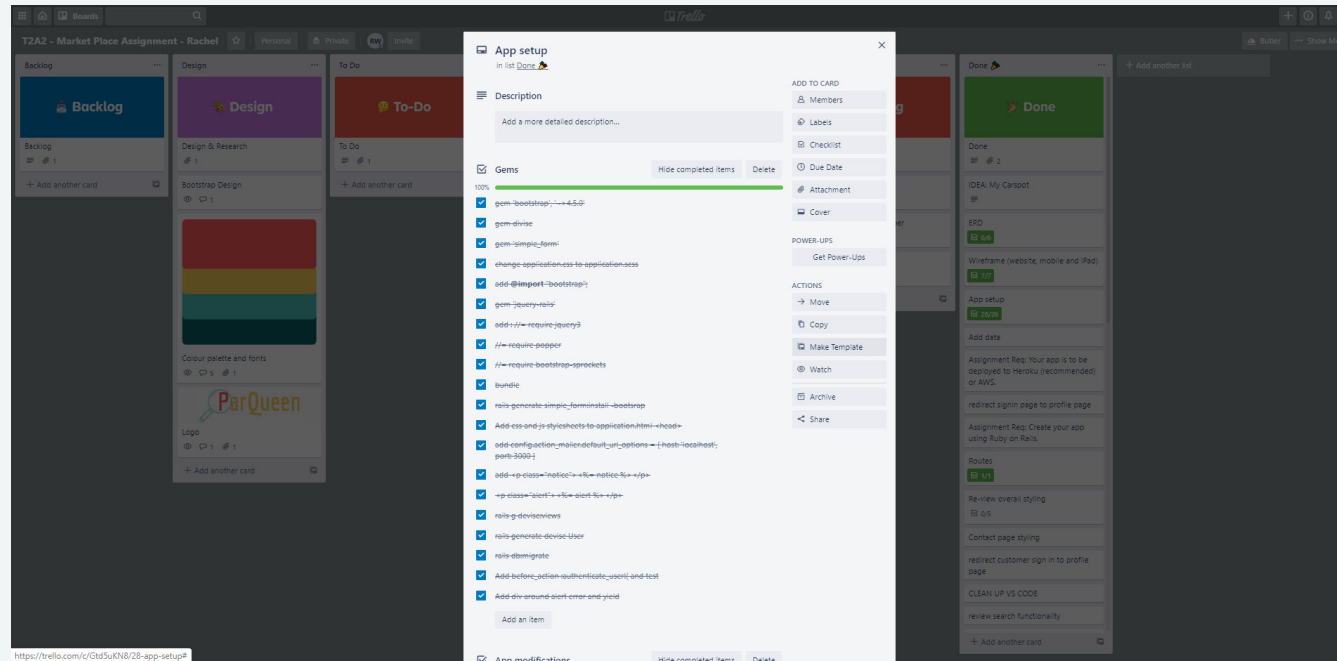 Boards
Trello
T2A2 - Market Place Assignment - Rachel
Personal
Private
RW
Invite
Butler
Show Me
Backlog
Backlog
Backlog
1
+ Add another card
Design
Design
Design & Research
1
Bootstrap Design
1
Colour palette and fonts
5 1
ParQueen
Logo
1 1
+ Add another card
To Do
To-Do
To Do
1
+ Add another card
App setup
in list Done
Description
Add a more detailed description...
Gems
Hide completed items
Delete
100%
gem 'bootstrap', '~> 4.5.0'
gem divise
gem 'simple_form'
change application.css to application.scss
add @import "bootstrap";
gem 'jquery-rails'
add : //= require jquery3
//= require popper
//= require bootstrap-sprockets
bundle
rails generate simple_form:install -bootsrap
Add css and js stylesheets to application.html <head>
add config.action_mailer.default_url_options = { host: 'localhost',
port: 3000 }
add <p class="notice"> <%= notice %> </p>
<p class="alert"> <%= alert %> </p>
rails g devise:views
rails generate devise User
rails db:migrate
Add before_action :authenticate_user!( and test
Add div around alert error and yield
Add an item
App modifications
Hide completed items
Delete
ADD TO CARD
Members
Labels
Checklist
Due Date
Attachment
Cover
POWER-UPS
Get Power-Ups
ACTIONS
Move
Copy
Make Template
Watch
Archive
Share
g
er
Done
Done
Done
2
IDEA: My Carspot
ERD
6/6
Wireframe (website, mobile and iPad)
7/7
App setup
Add data
Assignment Req: Your app is to be
deployed to Heroku (recommended)
or AWS.
redirect signin page to profile page
Assignment Req: Create your app
using Ruby on Rails.
Routes
1/1
Re-view overall styling
0/5
Contact page styling
redirect customer sign in to profile
page
CLEAN UP VS CODE
review search functionality
+ Add another card
+ Add another list
https://trello.com/c/Gtd5uKN8/28-app-setup#